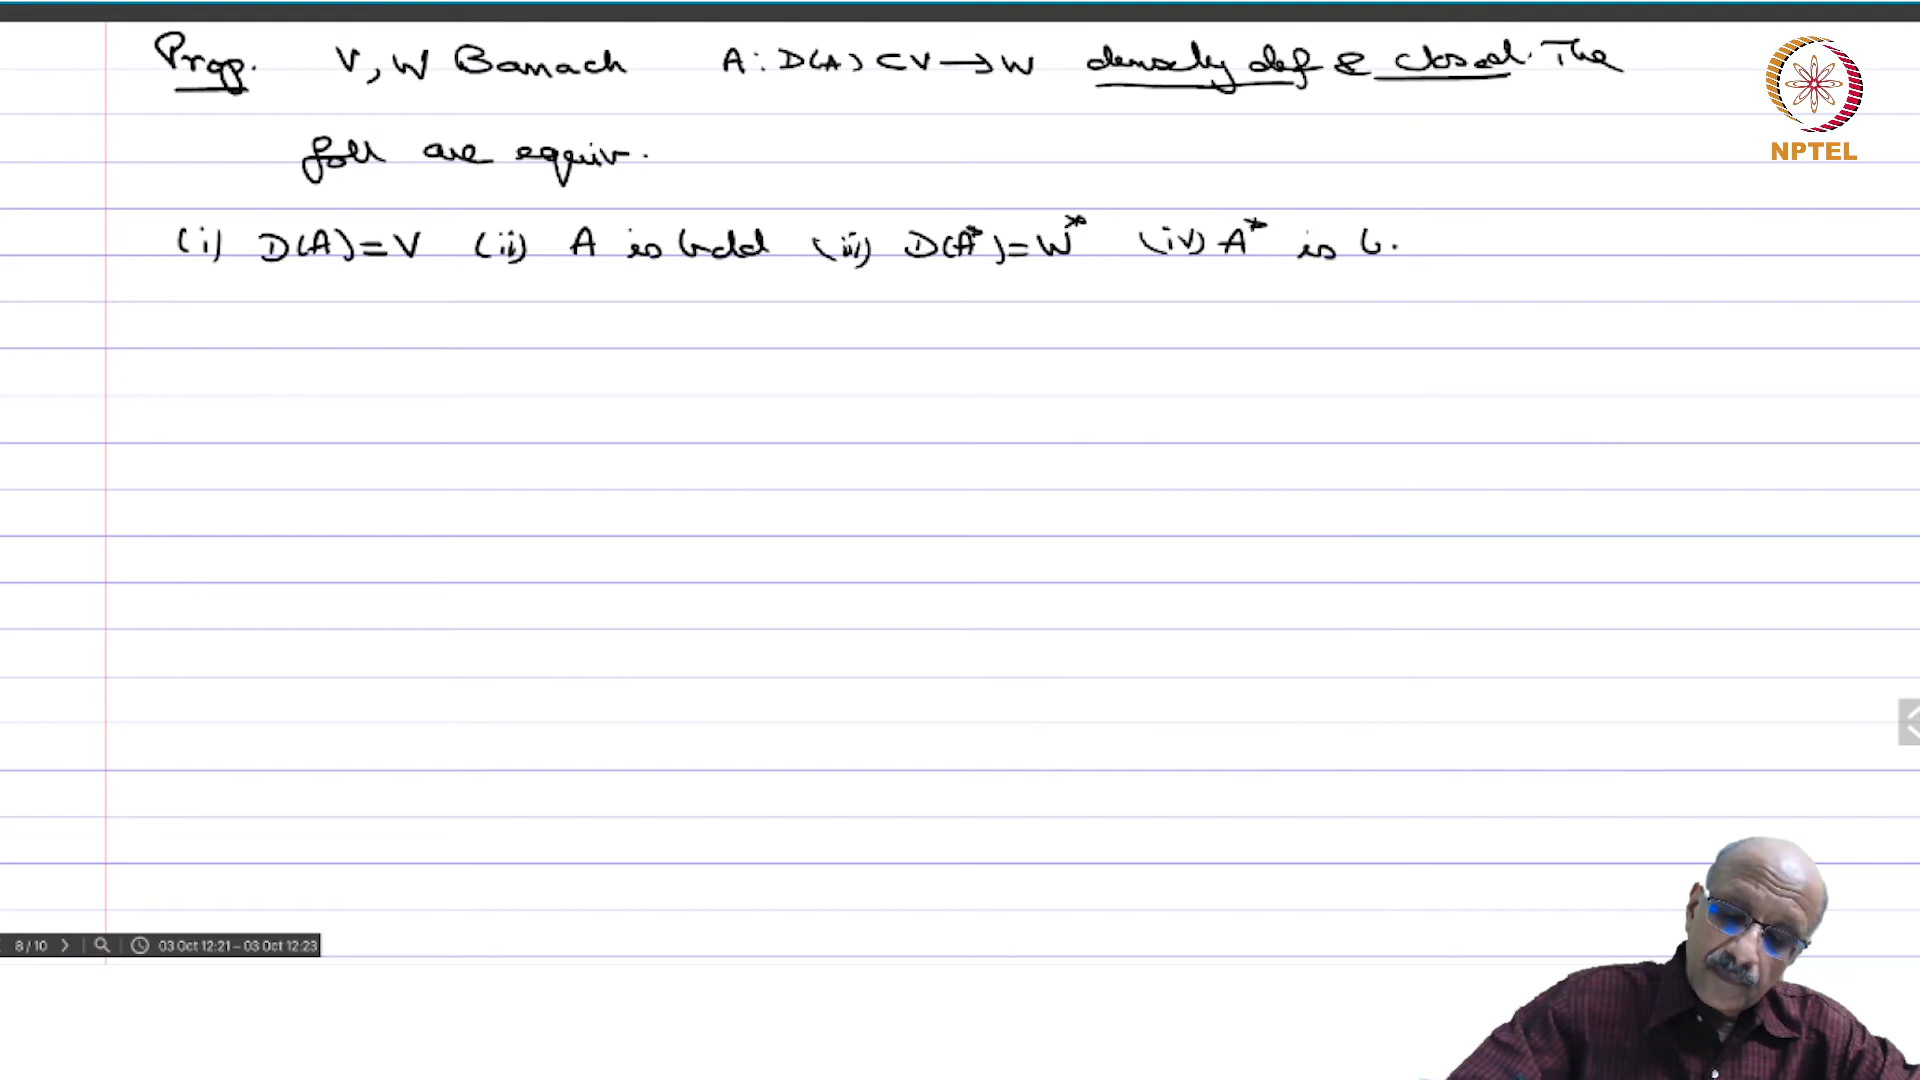 Prop. V, W Banach A: D(A) ⊂ V → W densely def & closed. The
foll are equiv.
(i) D(A) = V (ii) A is bdd (iii) D(A*) = W* (iv) A* is b.
NPTEL
8 / 10 03 Oct 12:21 – 03 Oct 12:23